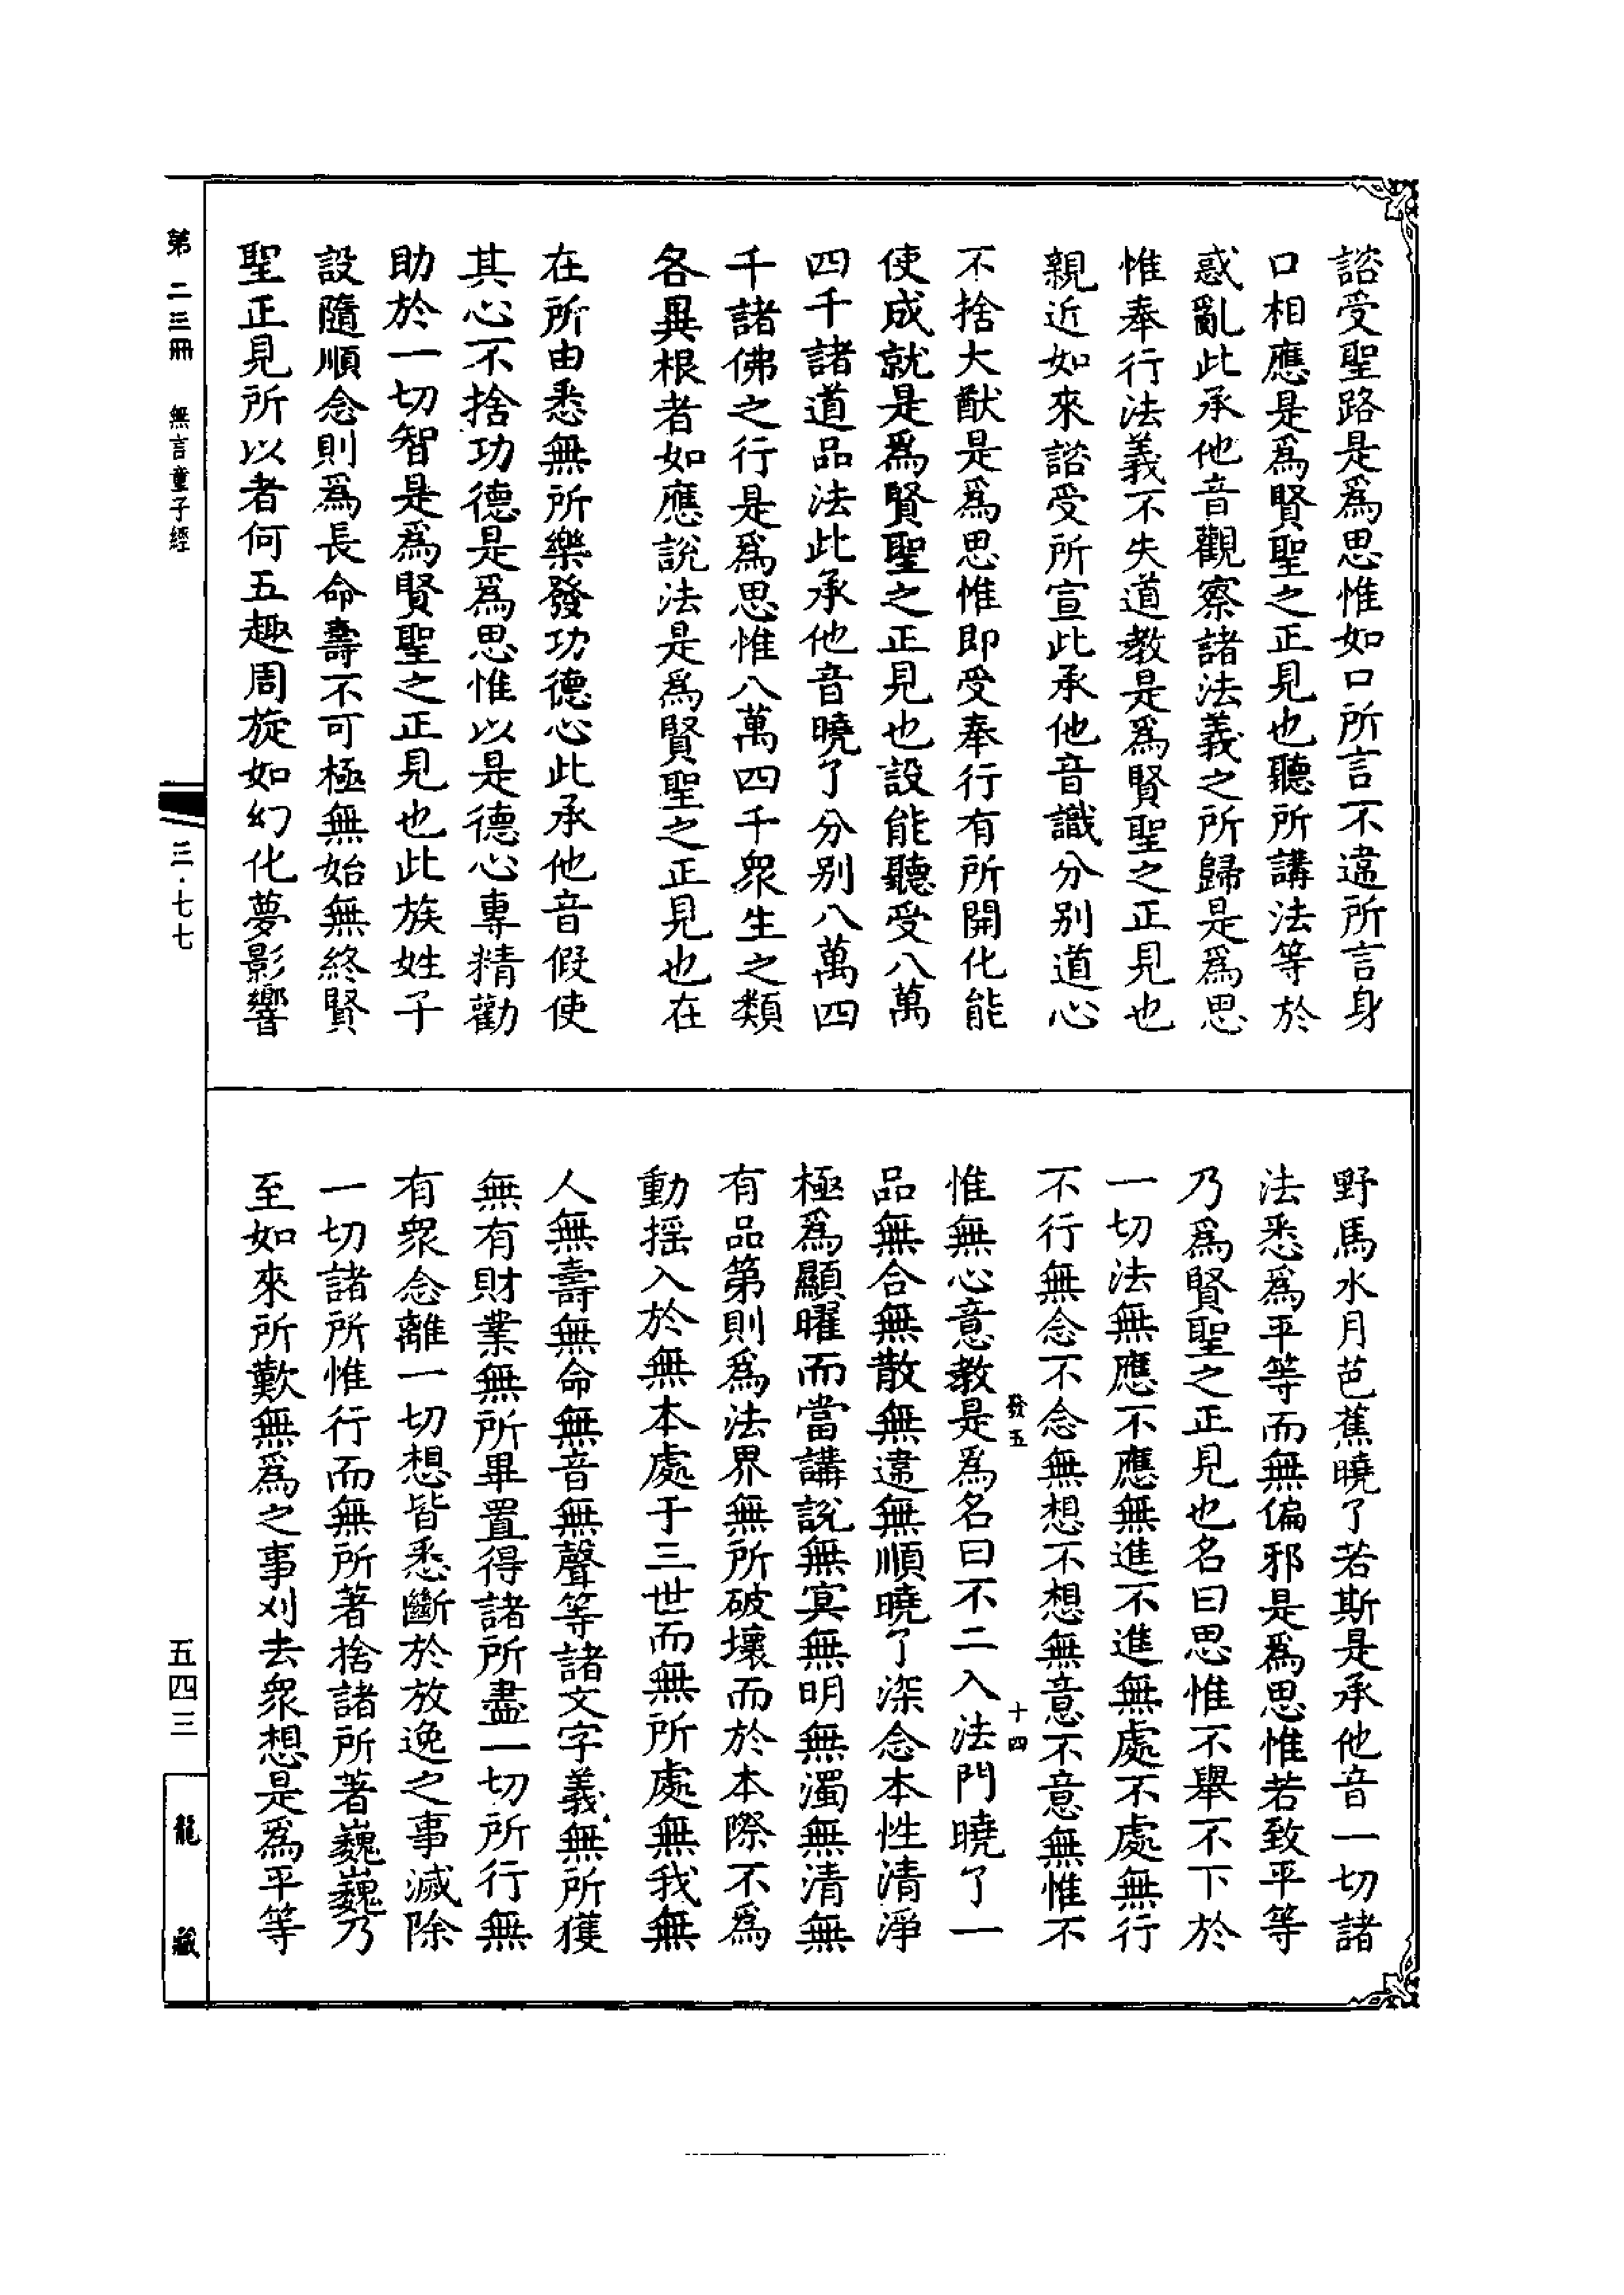 諮受聖路是爲思惟如口所言不違所言身
口相應是爲賢聖之正見也聽所講法等於
惑亂此承他音觀察諸法義之所歸是爲思
惟奉行法義不失道教是爲賢聖之正見也
親近如來諮受所宣此承他音識分别道心
不捨大猷是爲思惟即受奉行有所開化能
使成就是爲賢聖之正見也設能聽受八萬
四千諸道品法此承他音曉了分别八萬四
千諸佛之行是爲思惟八萬四千衆生之類
各異根者如應說法是爲賢聖之正見也在
在所由悉無所樂發功德心此承他音假使
其心不捨功德是爲思惟以是德心專精勸
助於一切智是爲賢聖之正見也此族姓子
設隨順念則爲長命壽不可極無始無終賢
聖正見所以者何五趣周旋如幻化夢影響
野馬水月芭蕉曉了若斯是承他音一切諸
法悉爲平等而無偏邪是爲思惟若致平等
乃爲賢聖之正見也名曰思惟不舉不下於
一切法無應不應無進不進無處不處無行
不行無念不念無想不想無意不意無惟不
發五 十四
惟無心意教是爲名曰不二入法門曉了一
品無合無散無違無順曉了深念本性清淨
極爲顯曜而當講說無冥無明無濁無清無
有品第則爲法界無所破壞而於本際不爲
動摇入於無本處于三世而無所處無我無
人無壽無命無音無聲等諸文字義無所獲
無有財業無所畢置得諸所盡一切所行無
有衆念離一切想皆悉斷於放逸之事滅除
一切諸所惟行而無所著捨諸所著巍巍乃
至如來所歎無爲之事刈去衆想是爲平等
第二三冊 無言童子經
三·七七
五四三
龍藏